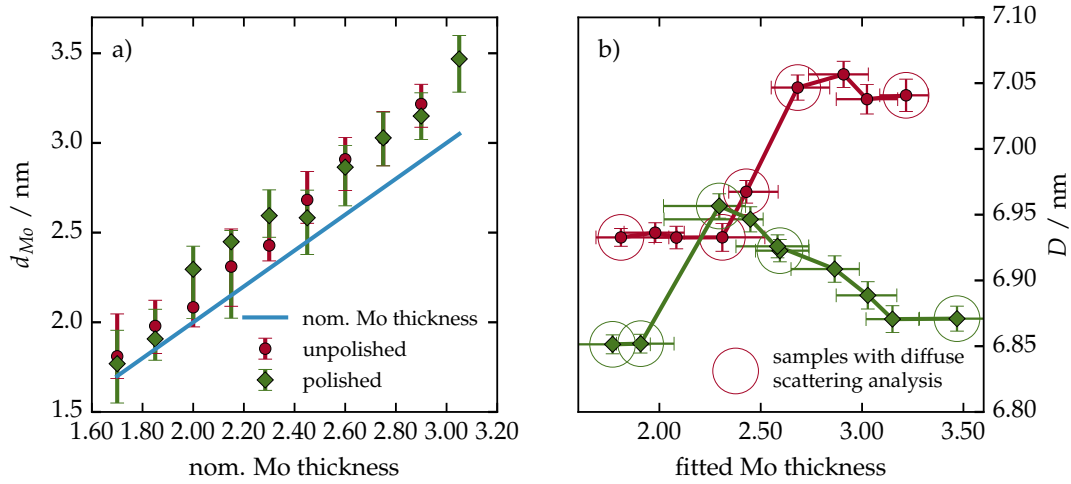 a)
d_Mo / nm
3.5
3.0
2.5
2.0
1.5
1.60 1.80 2.00 2.20 2.40 2.60 2.80 3.00 3.20
nom. Mo thickness
nom. Mo thickness
unpolished
polished
b)
7.10
7.05
7.00
6.95
6.90
6.85
6.80
D / nm
2.00 2.50 3.00 3.50
fitted Mo thickness
samples with diffuse
scattering analysis